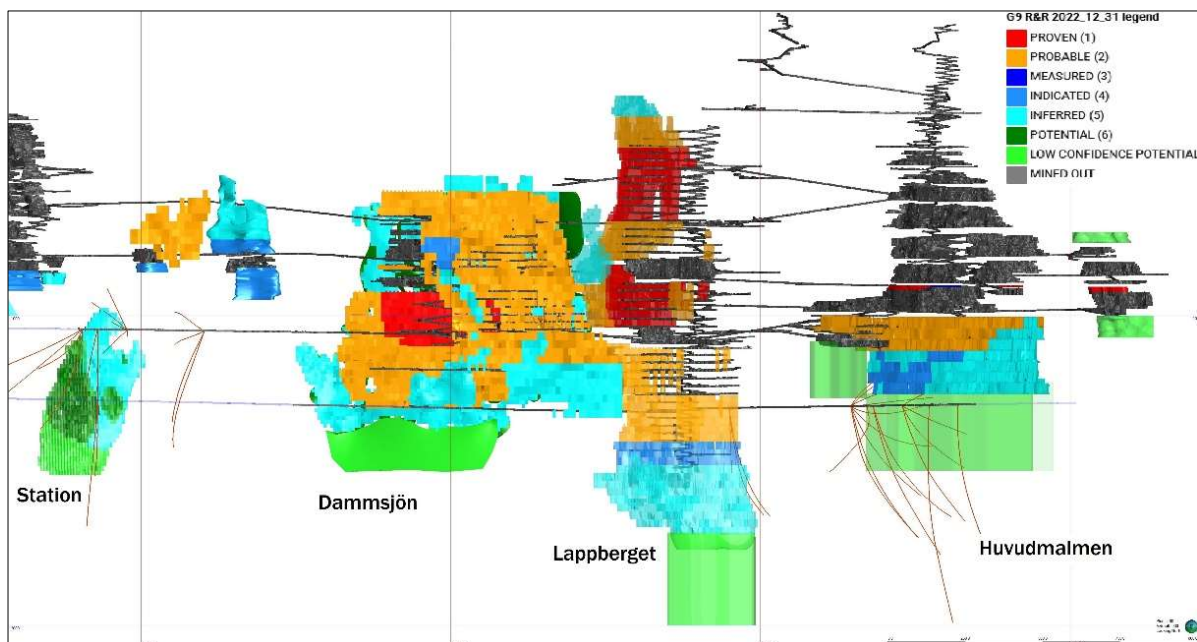 G9 R&R 2022_12_31 legend
PROVEN (1)
PROBABLE (2)
MEASURED (3)
INDICATED (4)
INFERRED (5)
POTENTIAL (6)
LOW CONFIDENCE POTENTIAL
MINED OUT
Station
Dammsjön
Lappberget
Huvudmalmen